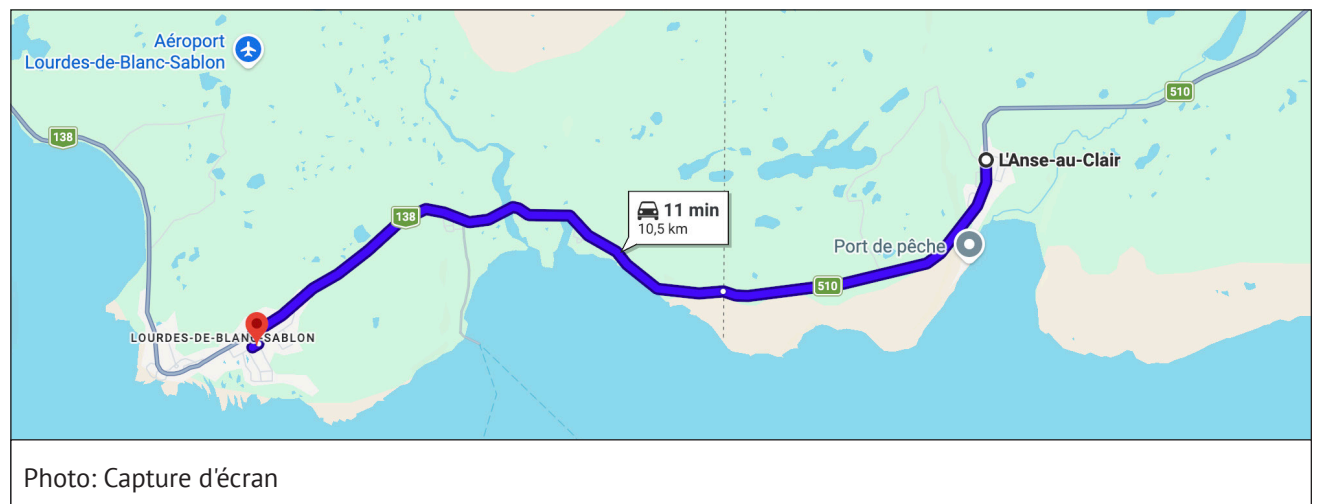 Aéroport
Lourdes-de-Blanc-Sablon
510
138
L'Anse-au-Clair
138
11 min
10,5 km
Port de pêche
510
LOURDES-DE-BLANC-SABLON
Photo: Capture d'écran